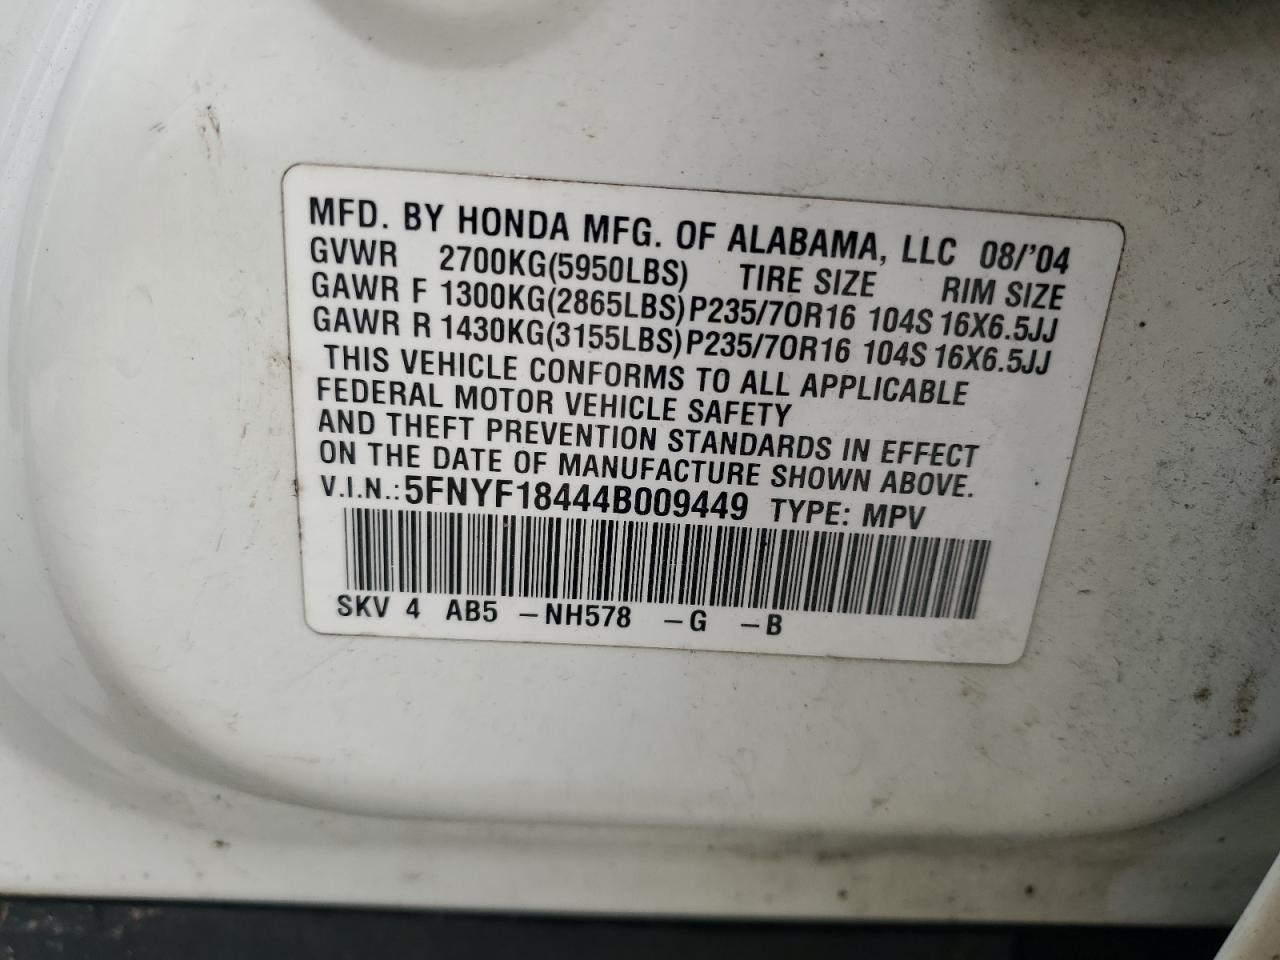 MFD. BY HONDA MFG. OF ALABAMA, LLC 08/'04
GVWR 2700KG(5950LBS) TIRE SIZE RIM SIZE
GAWR F 1300KG(2865LBS) P235/70R16 104S 16X6.5JJ
GAWR R 1430KG(3155LBS) P235/70R16 104S 16X6.5JJ
THIS VEHICLE CONFORMS TO ALL APPLICABLE
FEDERAL MOTOR VEHICLE SAFETY
AND THEFT PREVENTION STANDARDS IN EFFECT
ON THE DATE OF MANUFACTURE SHOWN ABOVE.
V.I.N.: 5FNYF18444B009449 TYPE: MPV
SKV 4 AB5 –NH578 –G –B